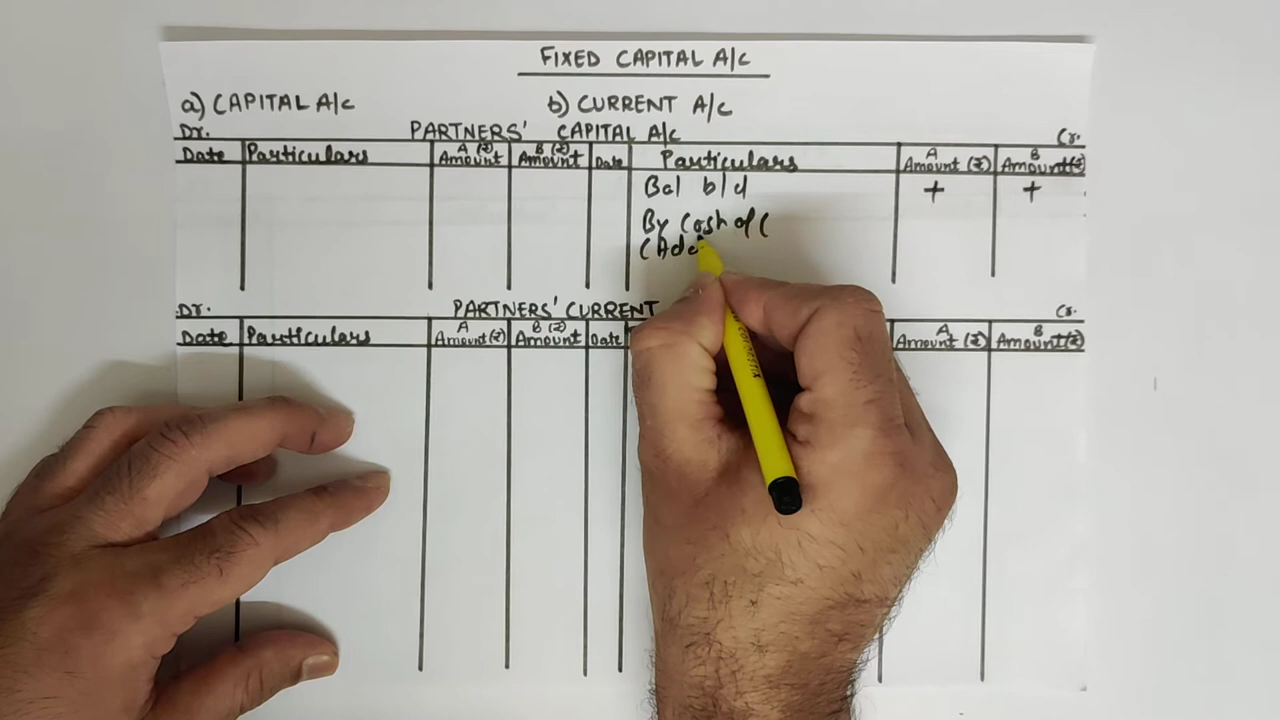 FIXED CAPITAL A/c
a) CAPITAL A/c b) CURRENT A/c
Dr. PARTNERS' CAPITAL A/c Cr.
Date Particulars A (₹) Amount B (₹) Amount Date Particulars A Amount (₹) B Amount (₹)
Bal b/d + +
By Cash A/c
Dr. PARTNERS' CURRENT Cr.
Date Particulars A Amount (₹) B (₹) Amount Date A Amount (₹) B Amount (₹)